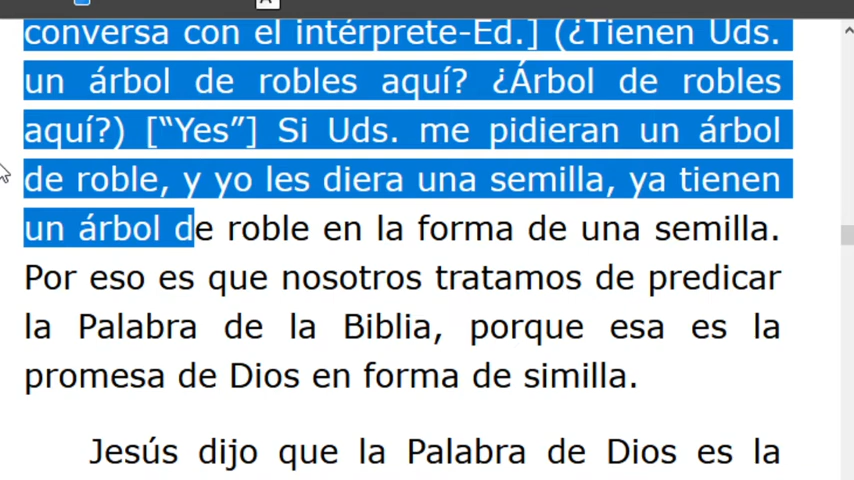 conversa con el intérprete-Ed.] (¿Tienen Uds.
un árbol de robles aquí? ¿Árbol de robles
aquí?) [“Yes”] Si Uds. me pidieran un árbol
de roble, y yo les diera una semilla, ya tienen
un árbol de roble en la forma de una semilla.
Por eso es que nosotros tratamos de predicar
la Palabra de la Biblia, porque esa es la
promesa de Dios en forma de similla.
Jesús dijo que la Palabra de Dios es la